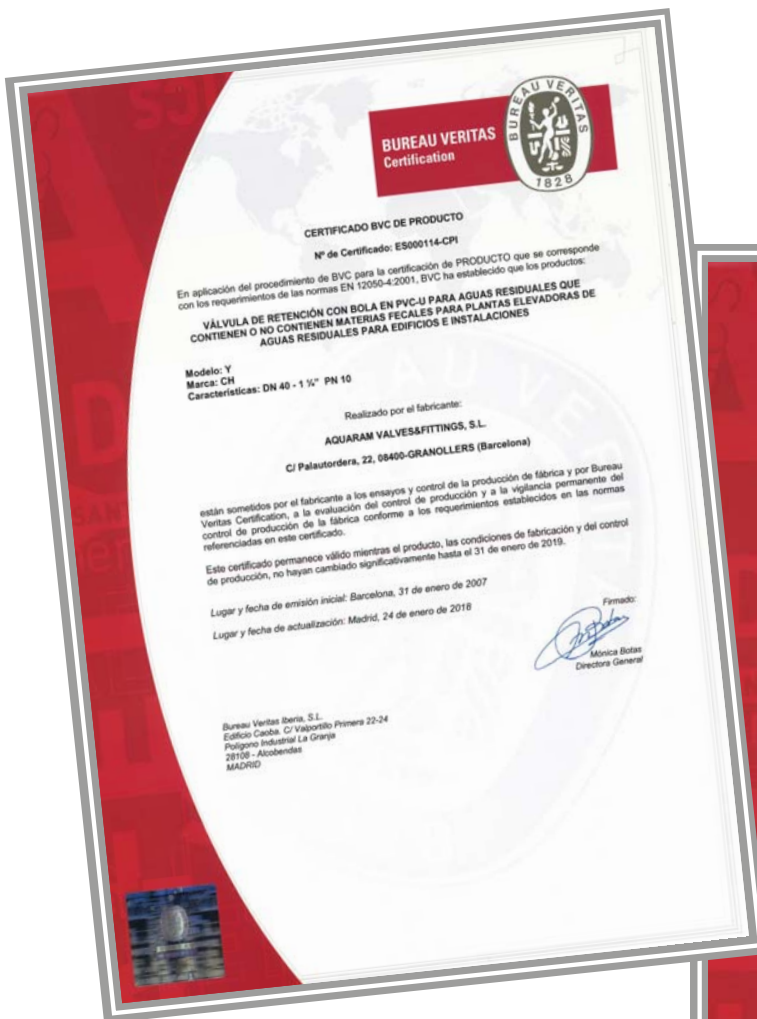 BUREAU VERITAS
Certification
BUREAU VERITAS
1828
CERTIFICADO BVC DE PRODUCTO
Nº de Certificado: ES000114-CPI
En aplicación del procedimiento de BVC para la certificación de PRODUCTO que se corresponde
con los requerimientos de las normas EN 12050-4:2001, BVC ha establecido que los productos:
VÁLVULA DE RETENCIÓN CON BOLA EN PVC-U PARA AGUAS RESIDUALES QUE
CONTIENEN O NO CONTIENEN MATERIAS FECALES PARA PLANTAS ELEVADORAS DE
AGUAS RESIDUALES PARA EDIFICIOS E INSTALACIONES
Modelo: Y
Marca: CH
Características: DN 40 - 1 ¼" PN 10
Realizado por el fabricante:
AQUARAM VALVES&FITTINGS, S.L.
C/ Palautordera, 22, 08400-GRANOLLERS (Barcelona)
están sometidos por el fabricante a los ensayos y control de la producción de fábrica y por Bureau
Veritas Certification, a la evaluación del control de producción y a la vigilancia permanente del
control de producción de la fábrica conforme a los requerimientos establecidos en las normas
referenciadas en este certificado.
Este certificado permanece válido mientras el producto, las condiciones de fabricación y del control
de producción, no hayan cambiado significativamente hasta el 31 de enero de 2019.
Lugar y fecha de emisión inicial: Barcelona, 31 de enero de 2007
Lugar y fecha de actualización: Madrid, 24 de enero de 2018
Firmado:
Mónica Botas
Directora General
Bureau Veritas Iberia, S.L.
Edificio Caoba. C/ Valportillo Primera 22-24
Polígono Industrial La Granja
28108 - Alcobendas
MADRID